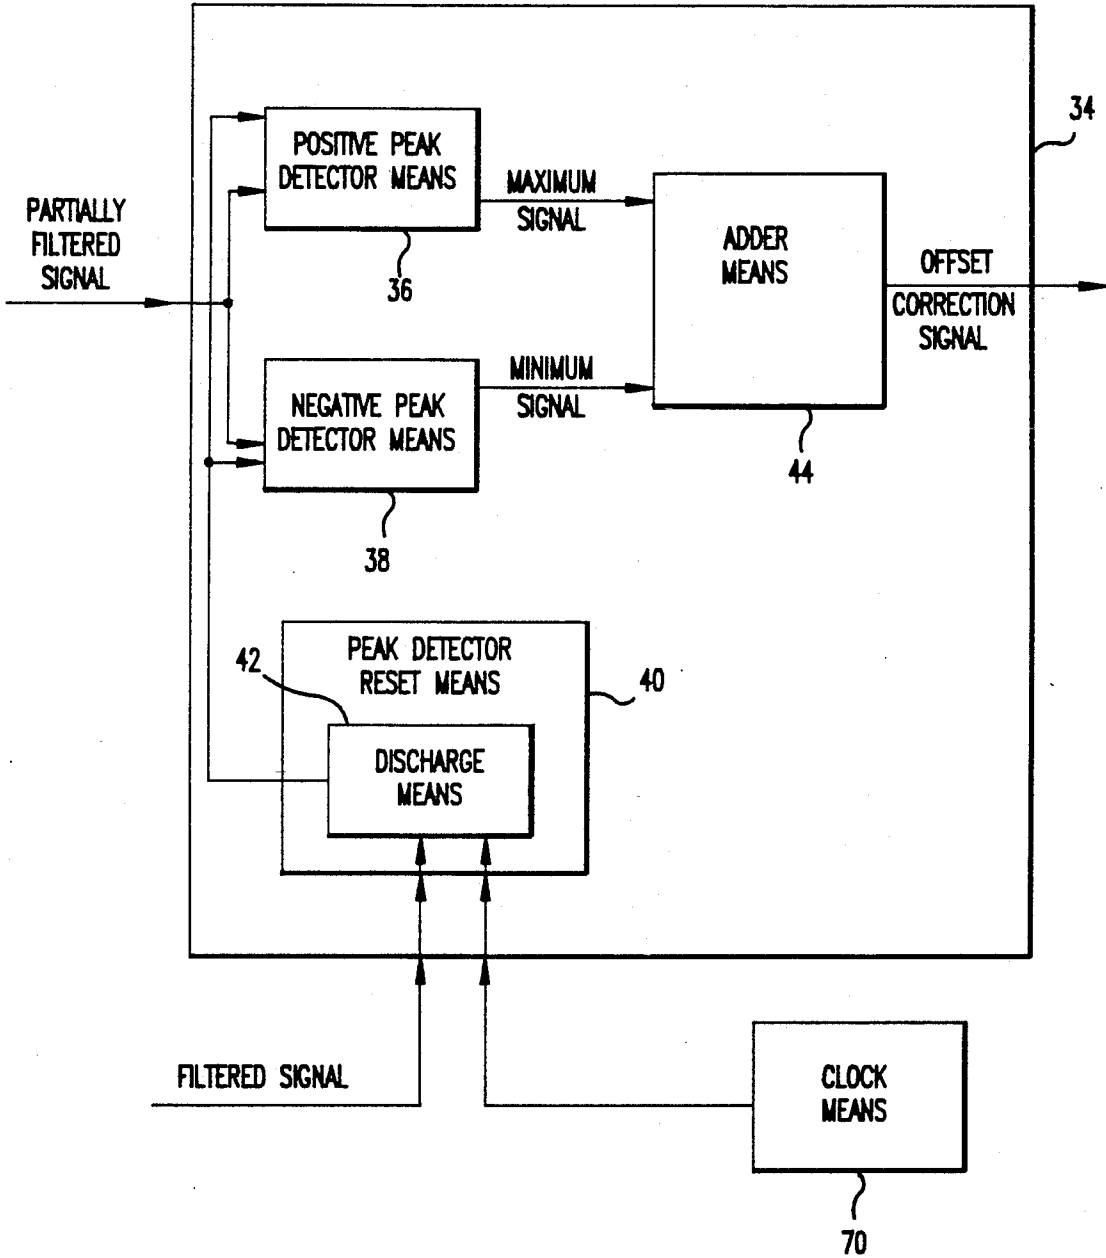 34
POSITIVE PEAK
DETECTOR MEANS
36
PARTIALLY
FILTERED
SIGNAL
MAXIMUM
SIGNAL
ADDER
MEANS
44
OFFSET
CORRECTION
SIGNAL
NEGATIVE PEAK
DETECTOR MEANS
38
MINIMUM
SIGNAL
42
PEAK DETECTOR
RESET MEANS
40
DISCHARGE
MEANS
FILTERED SIGNAL
CLOCK
MEANS
70